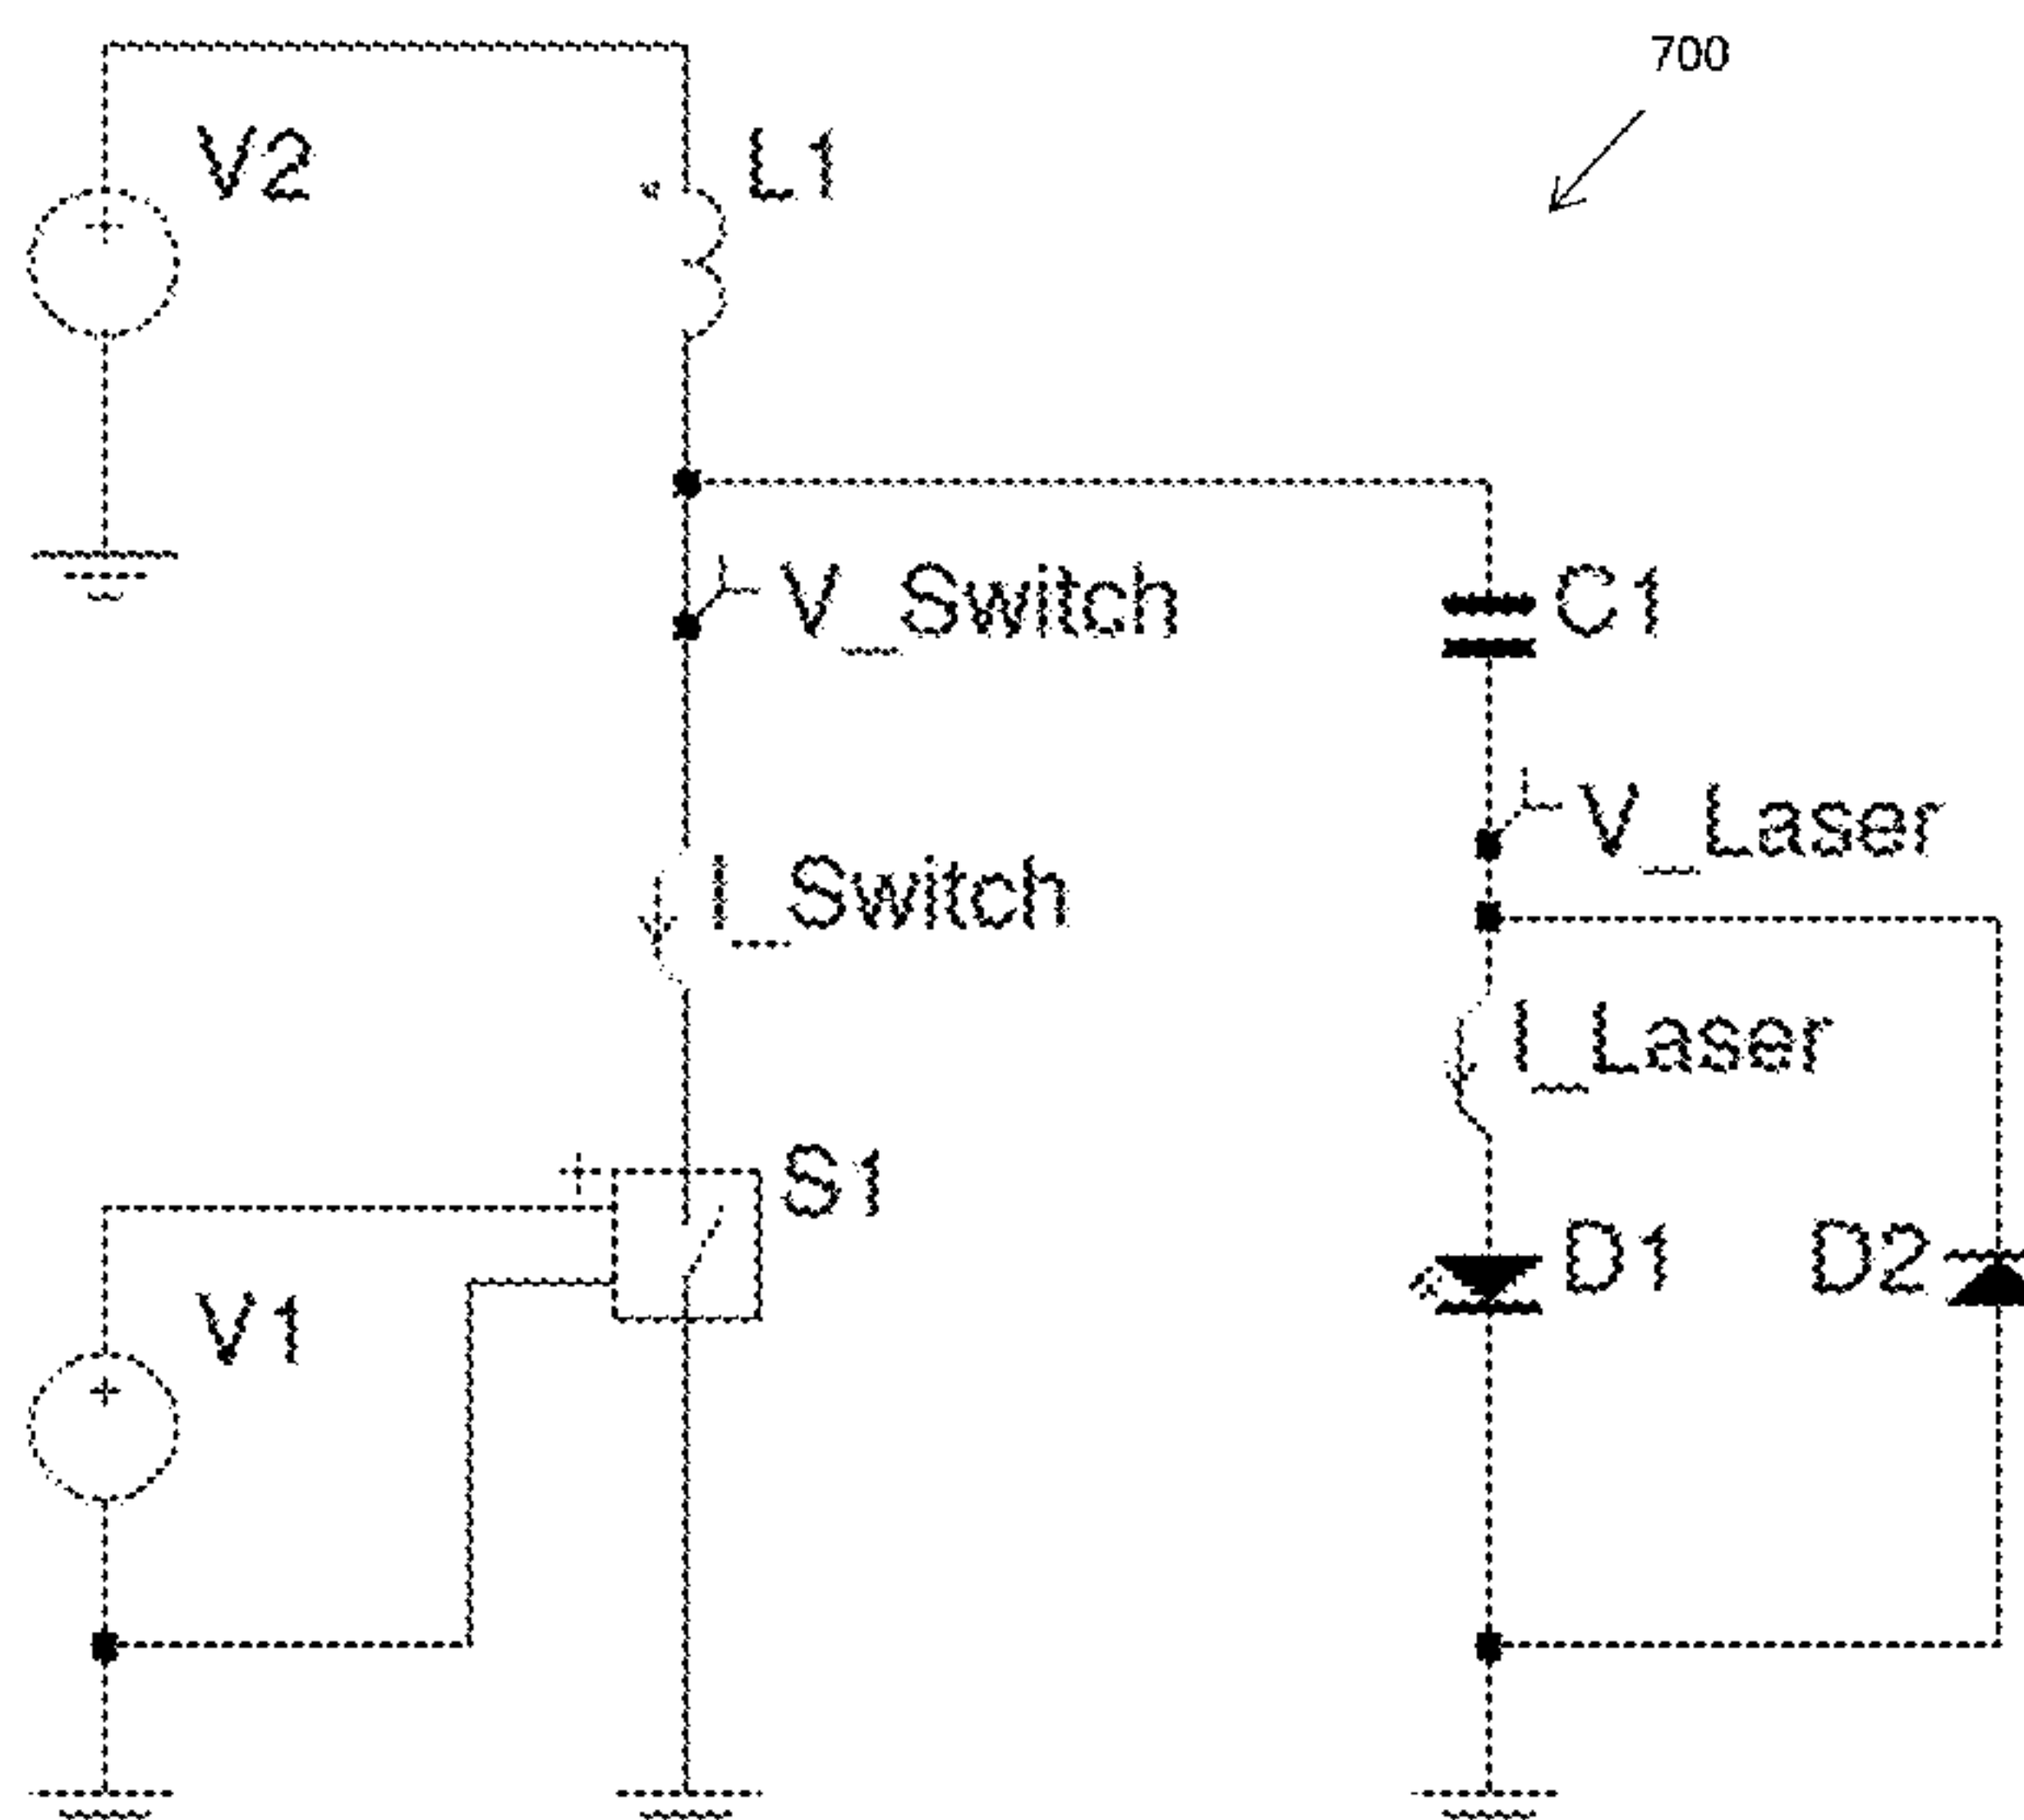 700
V2
L1
V_Switch
C1
V_Laser
I_Switch
I_Laser
S1
D1
D2
V1